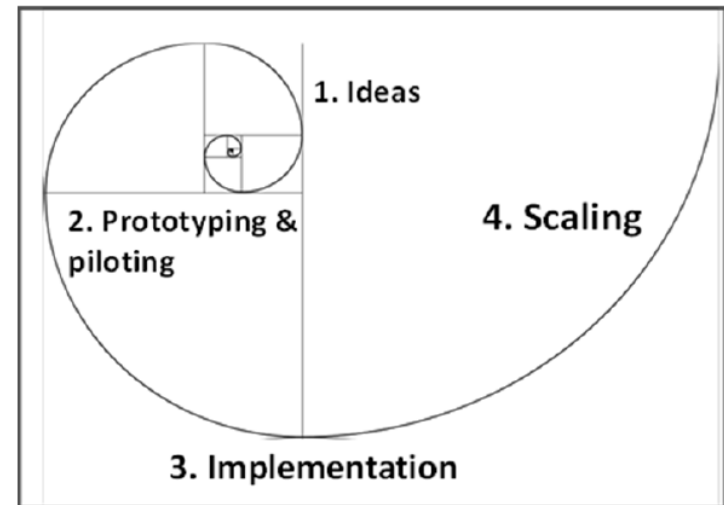 1. Ideas
2. Prototyping &
piloting
4. Scaling
3. Implementation